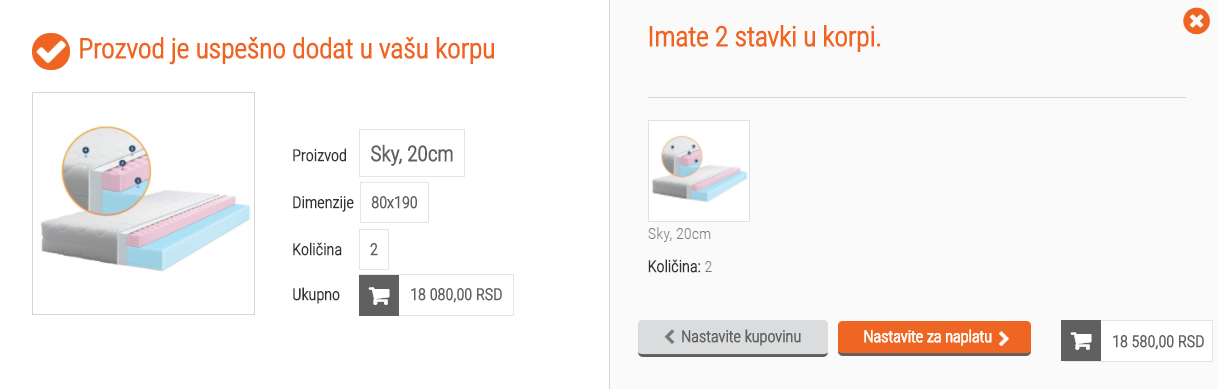 Prozvod je uspešno dodat u vašu korpu
Proizvod Sky, 20cm
Dimenzije 80x190
Količina 2
Ukupno 18 080,00 RSD
Imate 2 stavki u korpi.
Sky, 20cm
Količina: 2
Nastavite kupovinu Nastavite za naplatu 18 580,00 RSD